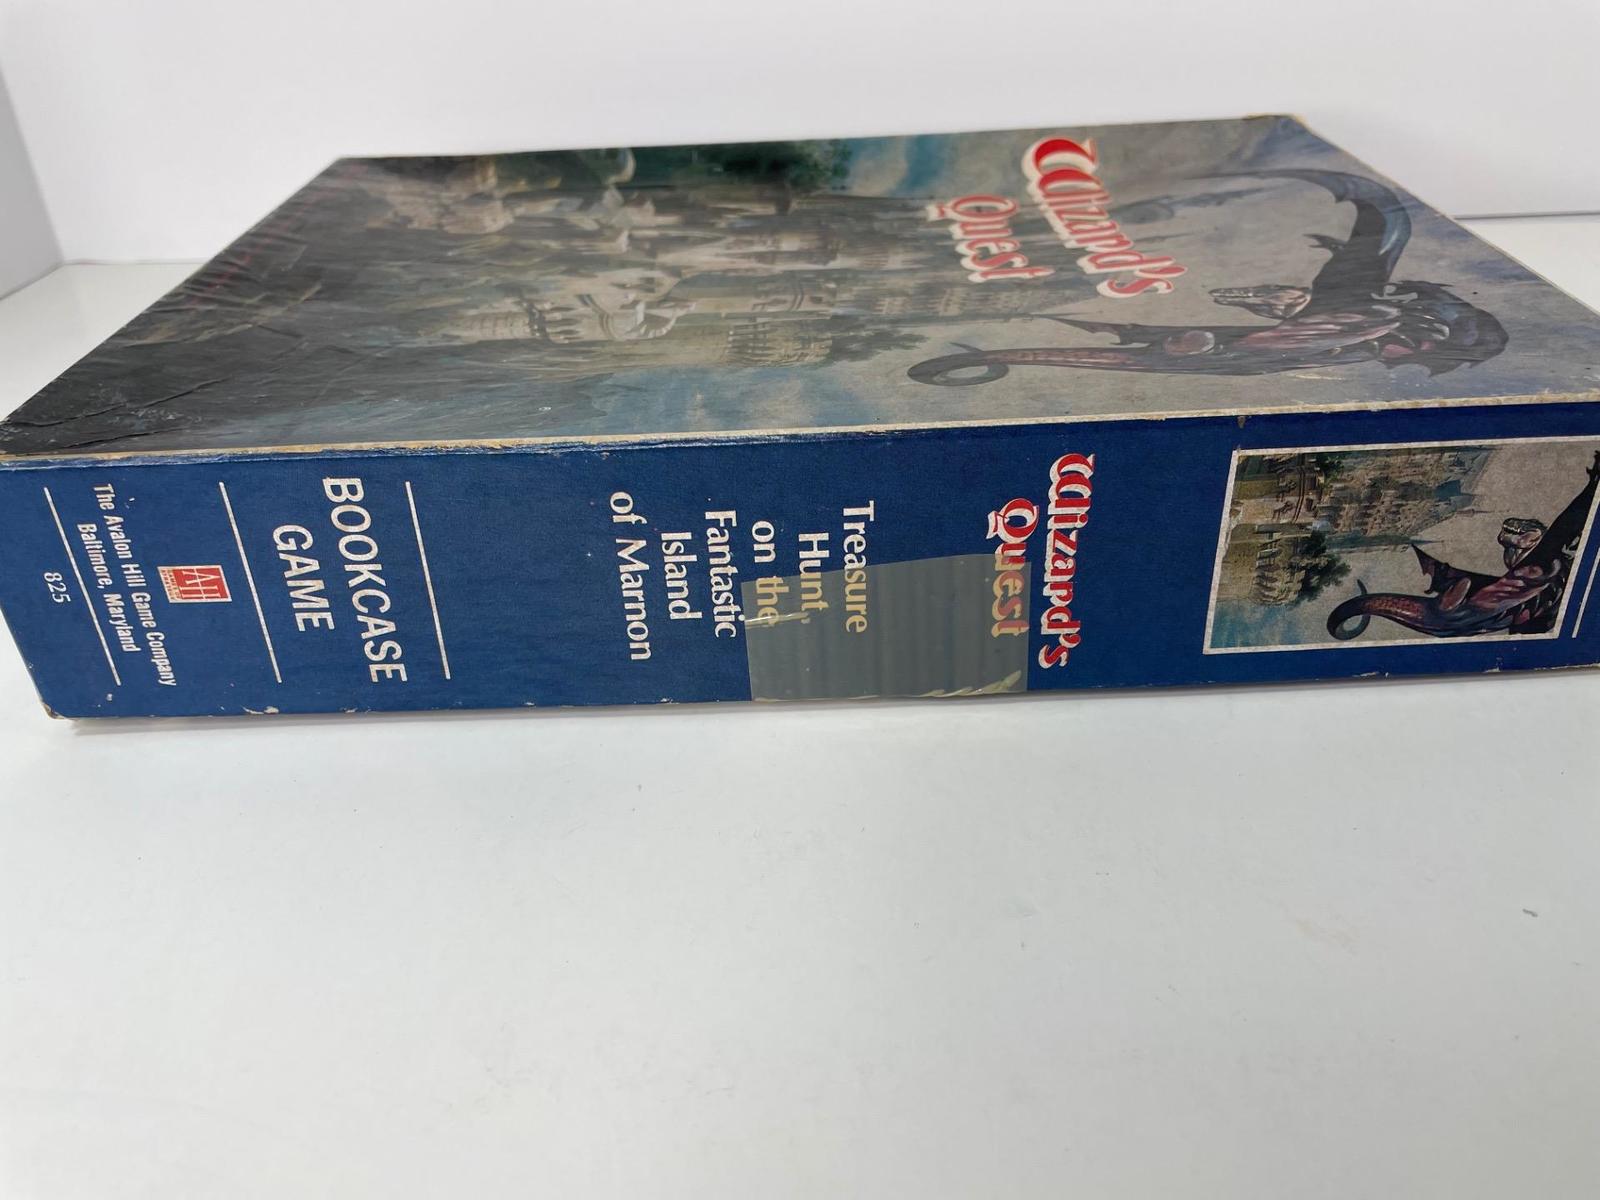 Wizard's
Quest
Wizard's
Quest
Treasure
Hunt
on the
Fantastic
Island
of Marnon
BOOKCASE
GAME
AH
The Avalon Hill Game Company
Baltimore, Maryland
825